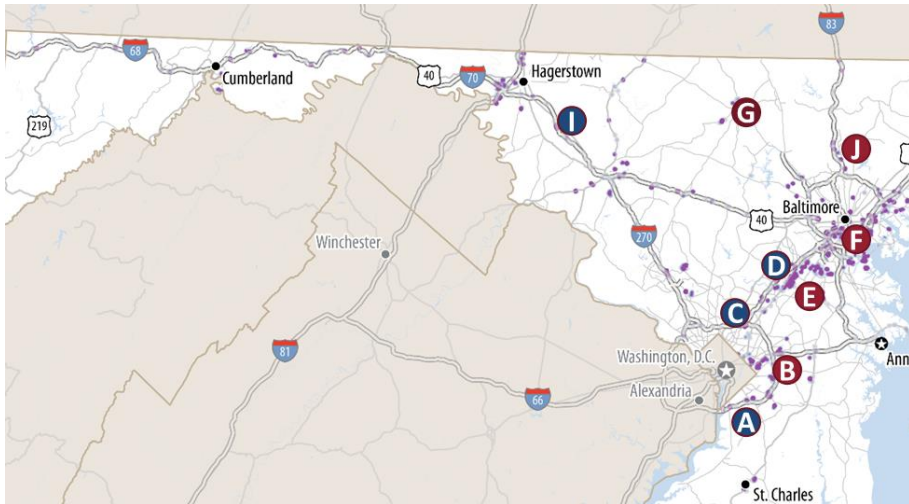 83
68
Cumberland
40
70
Hagerstown
219
I
G
J
Baltimore
40
F
Winchester
270
D
E
C
81
Washington, D.C.
Ann
B
Alexandria
66
A
St. Charles